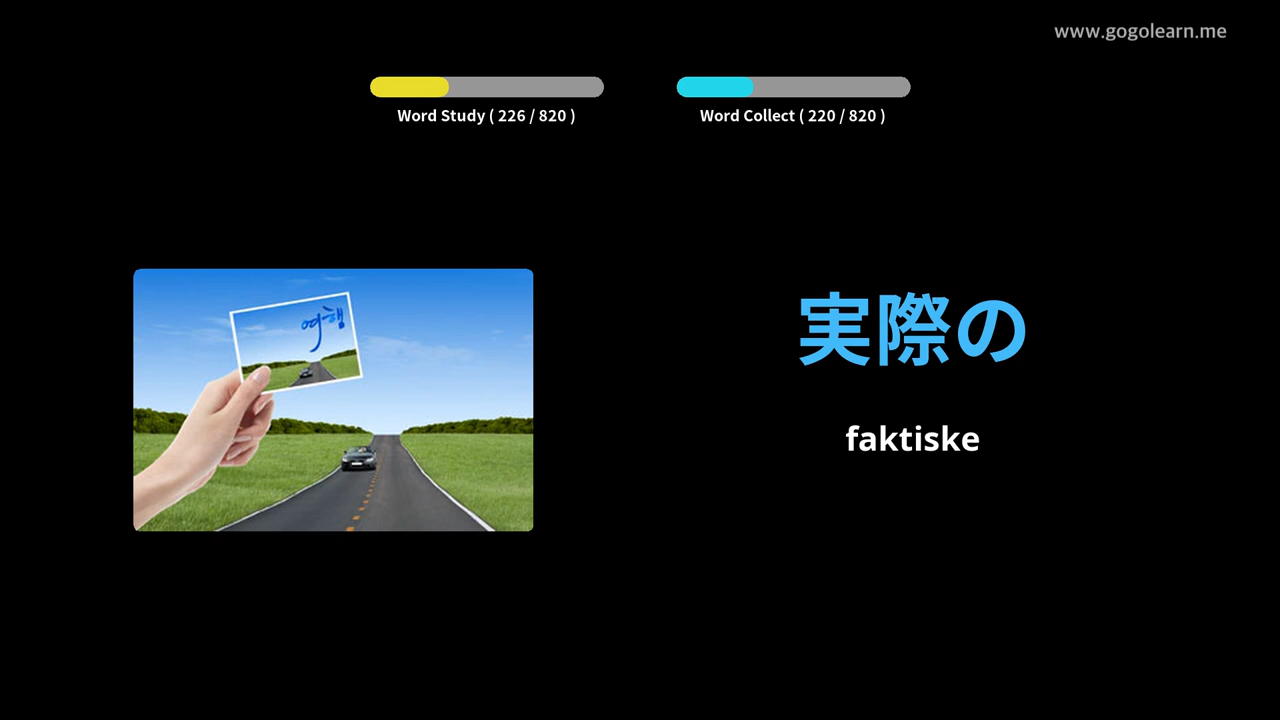 www.gogolearn.me
Word Study ( 226 / 820 )
Word Collect ( 220 / 820 )
여행
実際の
faktiske